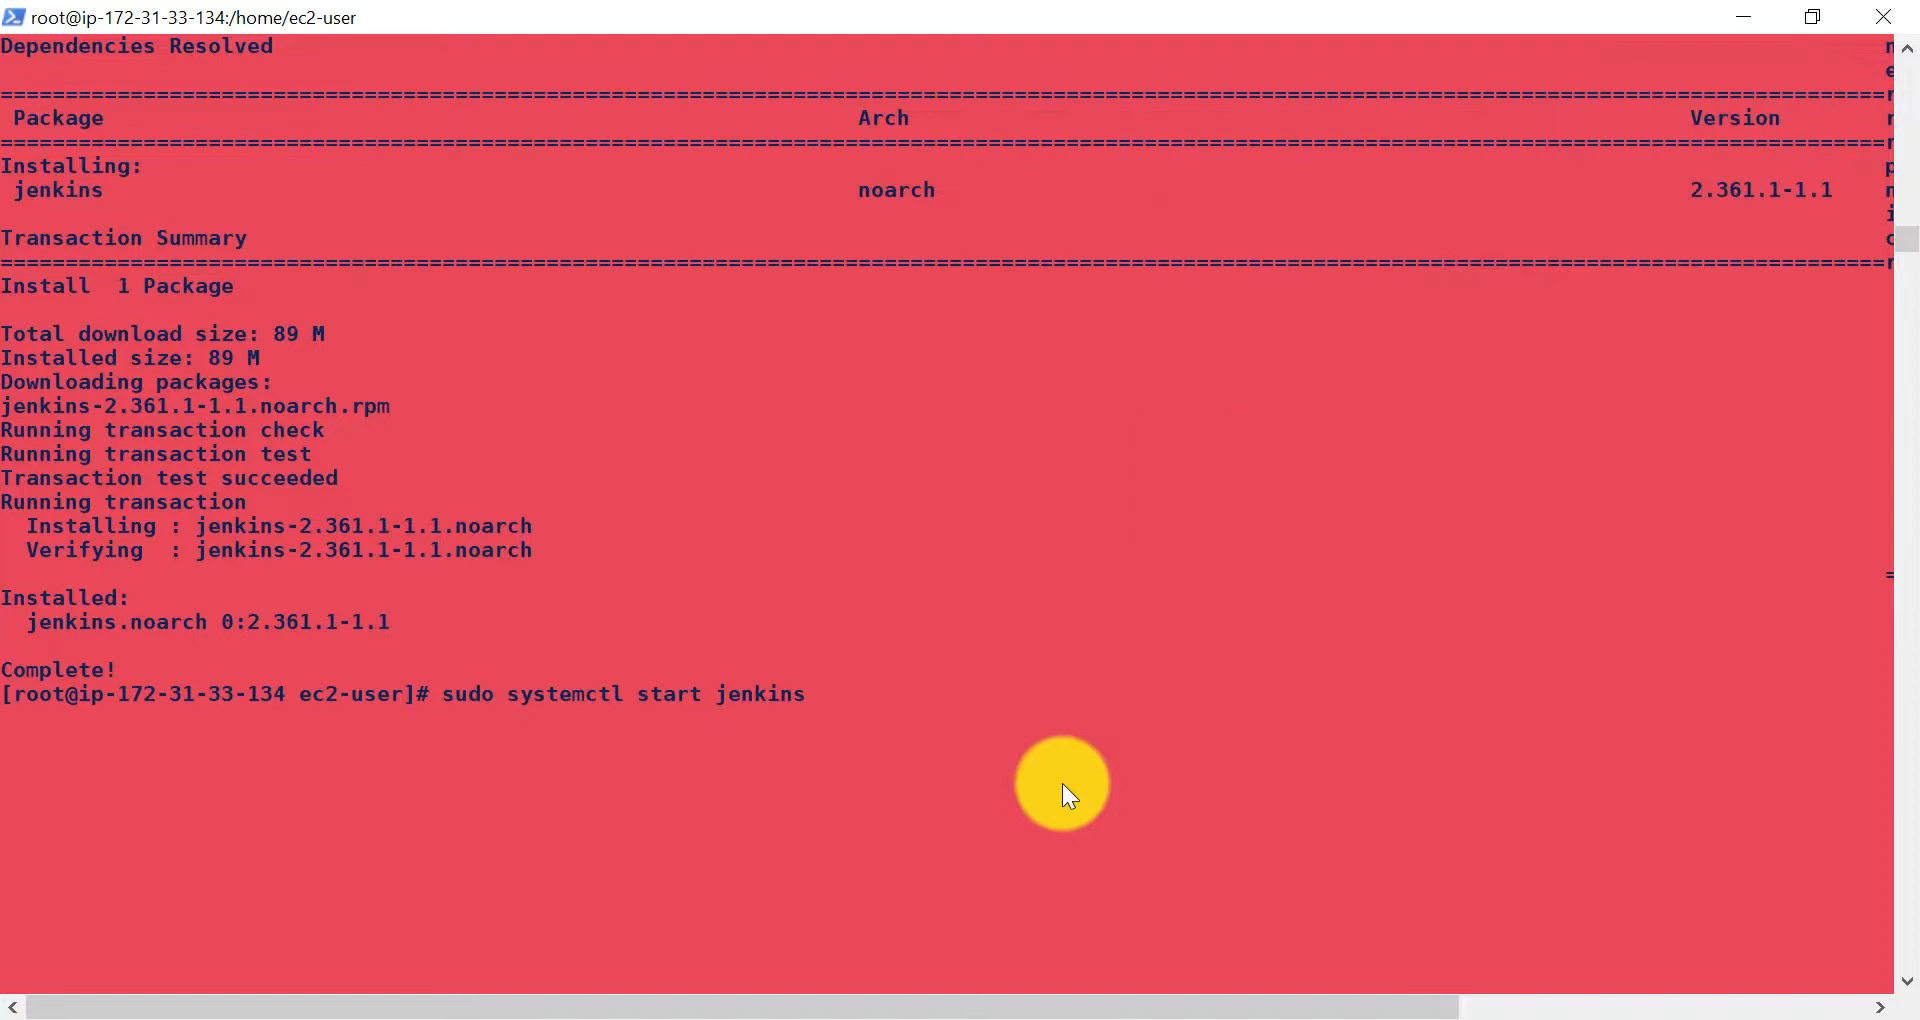 root@ip-172-31-33-134:/home/ec2-user
Dependencies Resolved
================================================================================================================================================
Package Arch Version
================================================================================================================================================
Installing:
jenkins noarch 2.361.1-1.1
Transaction Summary
================================================================================================================================================
Install 1 Package
Total download size: 89 M
Installed size: 89 M
Downloading packages:
jenkins-2.361.1-1.1.noarch.rpm
Running transaction check
Running transaction test
Transaction test succeeded
Running transaction
Installing : jenkins-2.361.1-1.1.noarch
Verifying : jenkins-2.361.1-1.1.noarch
Installed:
jenkins.noarch 0:2.361.1-1.1
Complete!
[root@ip-172-31-33-134 ec2-user]# sudo systemctl start jenkins